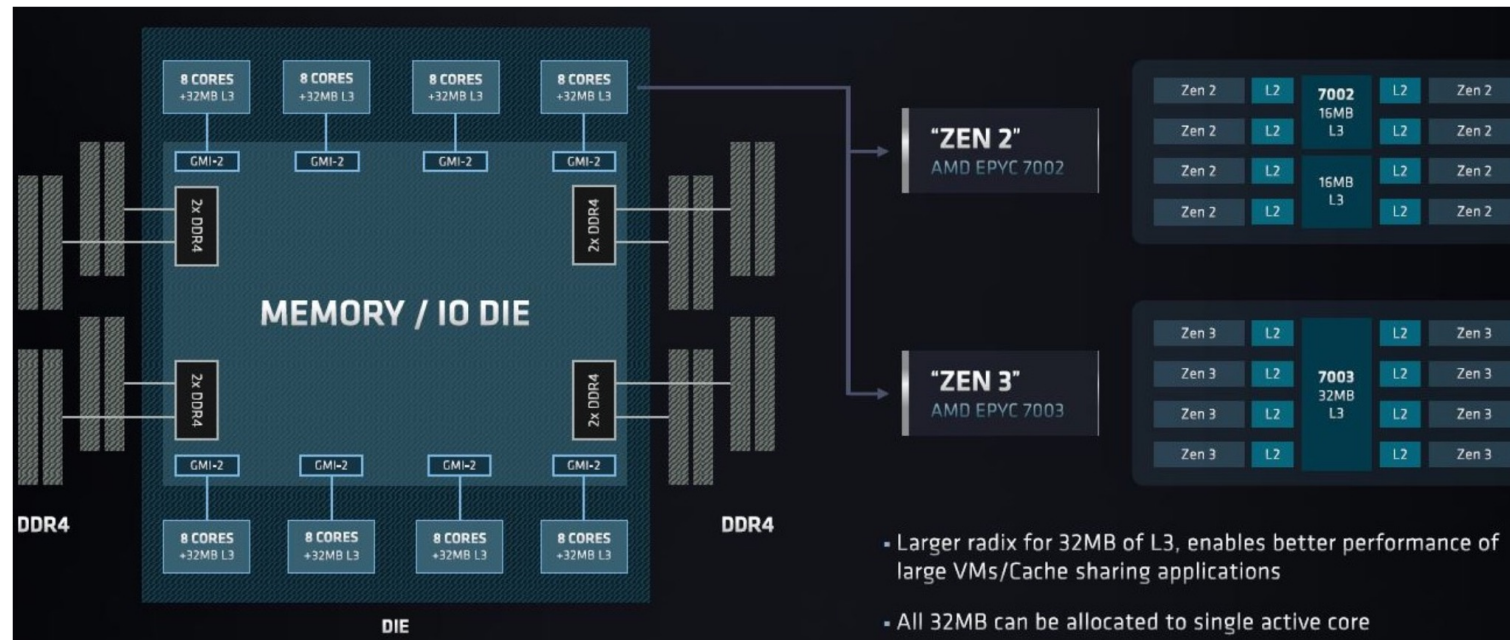 8 CORES
+32MB L3
8 CORES
+32MB L3
8 CORES
+32MB L3
8 CORES
+32MB L3
GMI-2
GMI-2
GMI-2
GMI-2
2x DDR4
2x DDR4
MEMORY / IO DIE
2x DDR4
2x DDR4
GMI-2
GMI-2
GMI-2
GMI-2
8 CORES
+32MB L3
8 CORES
+32MB L3
8 CORES
+32MB L3
8 CORES
+32MB L3
DDR4
DDR4
DIE
"ZEN 2"
AMD EPYC 7002
Zen 2 L2 L2 Zen 2
7002
16MB
L3
Zen 2 L2 L2 Zen 2
Zen 2 L2 L2 Zen 2
16MB
L3
Zen 2 L2 L2 Zen 2
"ZEN 3"
AMD EPYC 7003
Zen 3 L2 L2 Zen 3
Zen 3 L2 L2 Zen 3
7003
32MB
L3
Zen 3 L2 L2 Zen 3
Zen 3 L2 L2 Zen 3
▪ Larger radix for 32MB of L3, enables better performance of
large VMs/Cache sharing applications
▪ All 32MB can be allocated to single active core